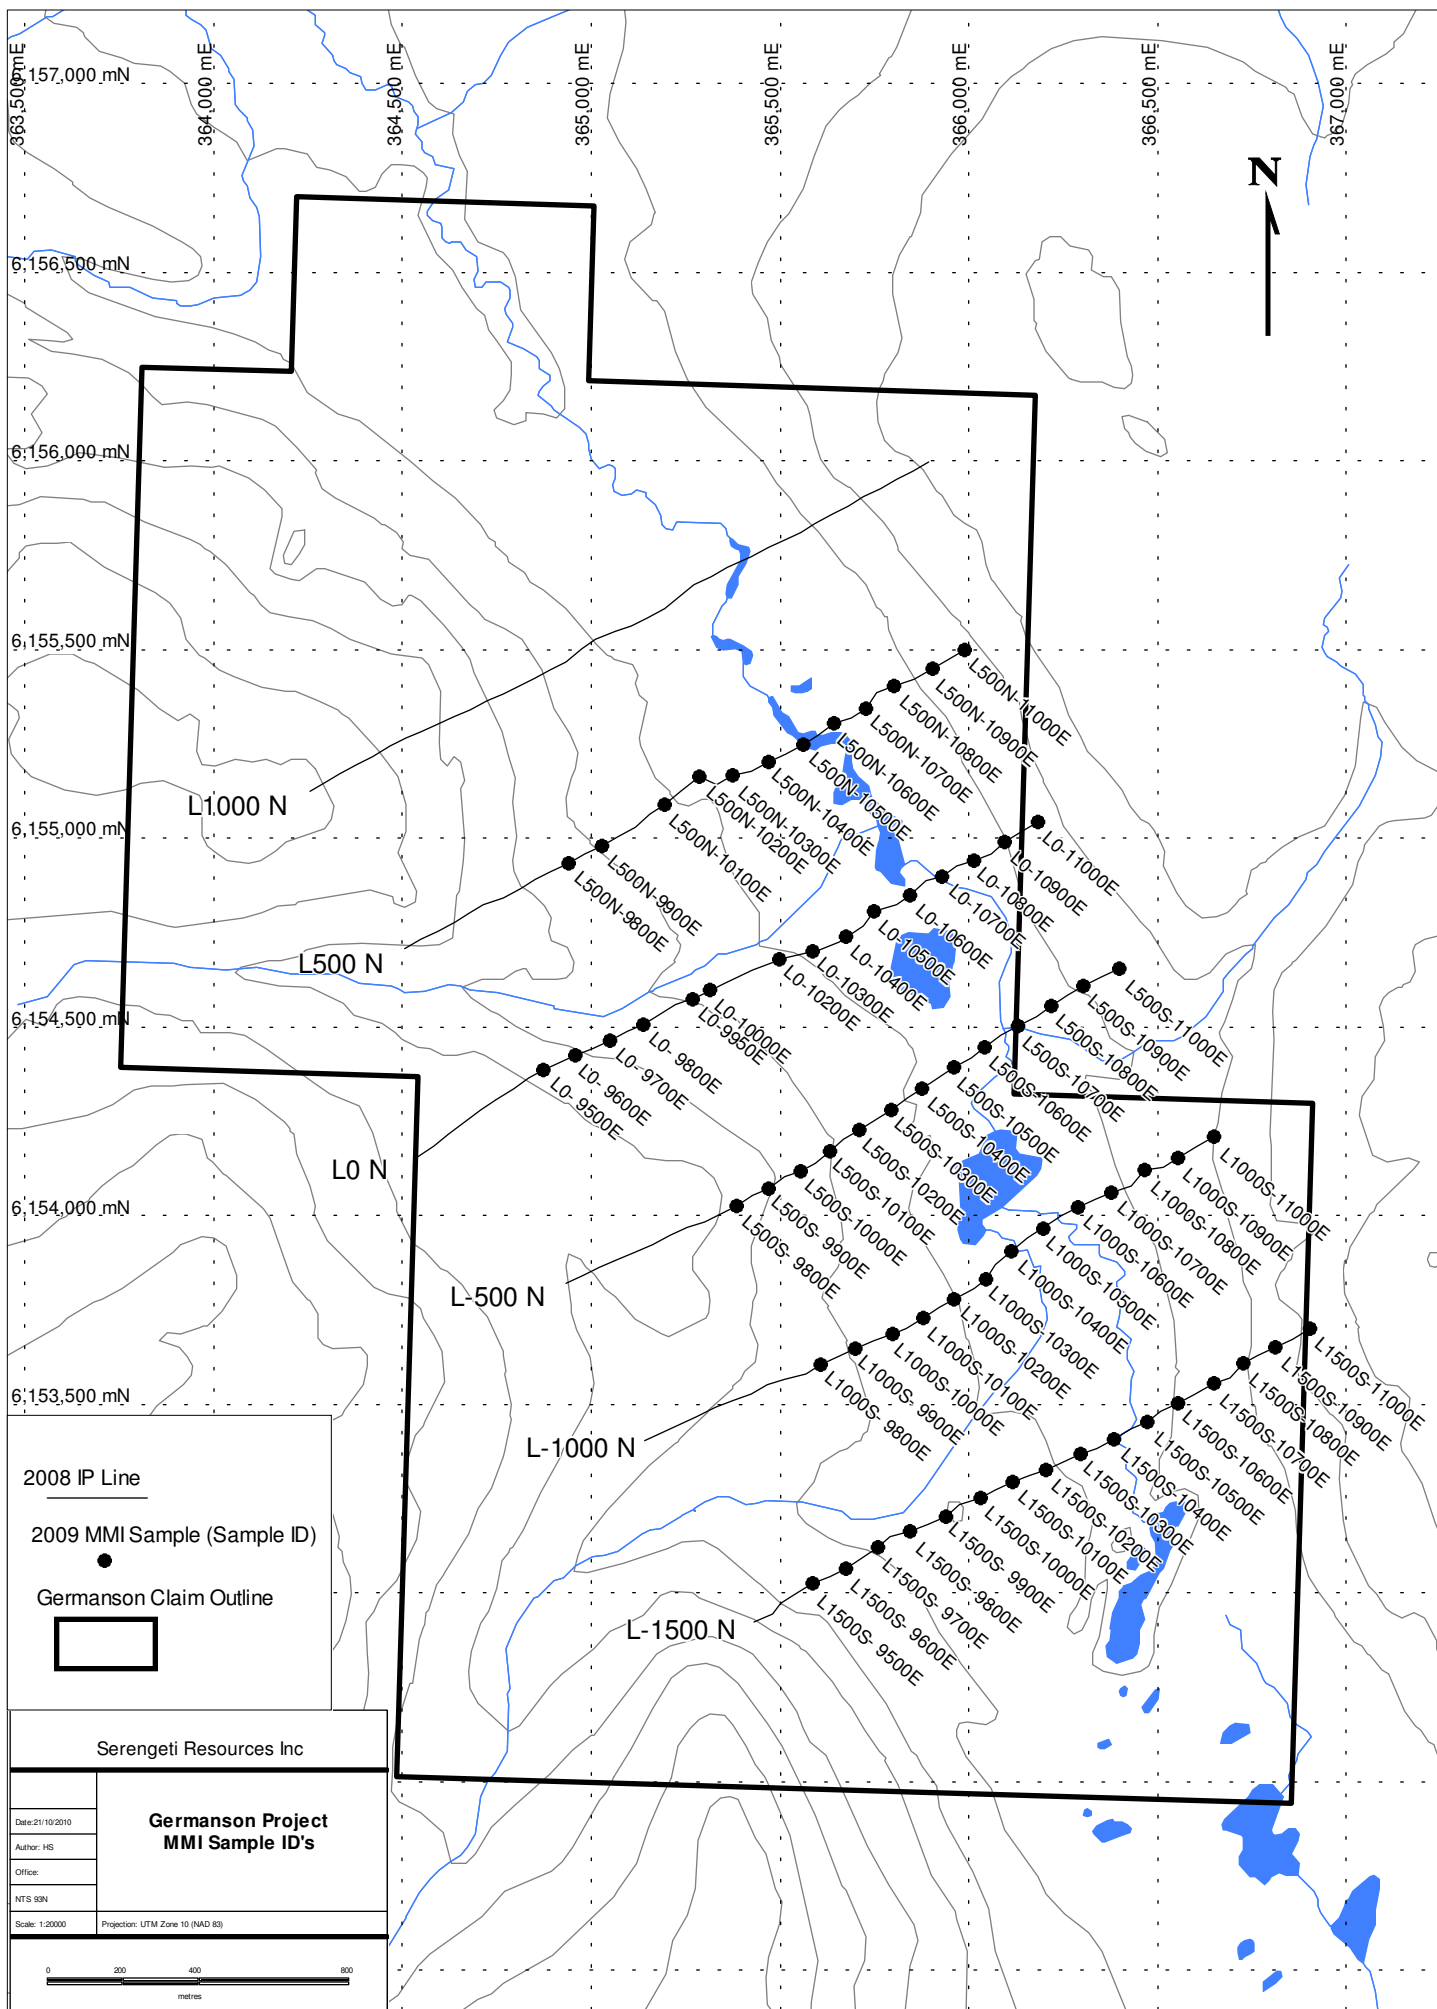 363,500 mE
364,000 mE
364,500 mE
365,000 mE
365,500 mE
366,000 mE
366,500 mE
367,000 mE
6,157,000 mN
N
6,156,500 mN
6,156,000 mN
6,155,500 mN
6,155,000 mN
6,154,500 mN
6,154,000 mN
6,153,500 mN
L1000 N
L500N-11000E
L500N-10900E
L500N-10800E
L500N-10700E
L500N-10600E
L500N-10500E
L500N-10400E
L500N-10300E
L500N-10200E
L500N-10100E
L500N-9900E
L500N-9800E
L500 N
L0-11000E
L0-10900E
L0-10800E
L0-10700E
L0-10600E
L0-10500E
L0-10400E
L0-10300E
L0-10200E
L0-10000E
L0-9950E
L0- 9800E
L0- 9700E
L0- 9600E
L0- 9500E
L0 N
L500S-11000E
L500S-10900E
L500S-10800E
L500S-10700E
L500S-10600E
L500S-10500E
L500S-10400E
L500S-10300E
L500S-10200E
L500S-10100E
L500S-10000E
L500S- 9900E
L500S- 9800E
L-500 N
L1000S-11000E
L1000S-10900E
L1000S-10800E
L1000S-10700E
L1000S-10600E
L1000S-10500E
L1000S-10400E
L1000S-10300E
L1000S-10200E
L1000S-10100E
L1000S-10000E
L1000S- 9900E
L1000S- 9800E
L-1000 N
L1500S-11000E
L1500S-10900E
L1500S-10800E
L1500S-10700E
L1500S-10600E
L1500S-10500E
L1500S-10400E
L1500S-10300E
L1500S-10200E
L1500S-10100E
L1500S-10000E
L1500S- 9900E
L1500S- 9800E
L1500S- 9700E
L1500S- 9600E
L1500S- 9500E
L-1500 N
2008 IP Line
2009 MMI Sample (Sample ID)
Germanson Claim Outline
Serengeti Resources Inc
Germanson Project
MMI Sample ID's
Date:21/10/2010
Author: HS
Office:
NTS 93N
Scale: 1:20000
Projection: UTM Zone 10 (NAD 83)
0 200 400 800
metres